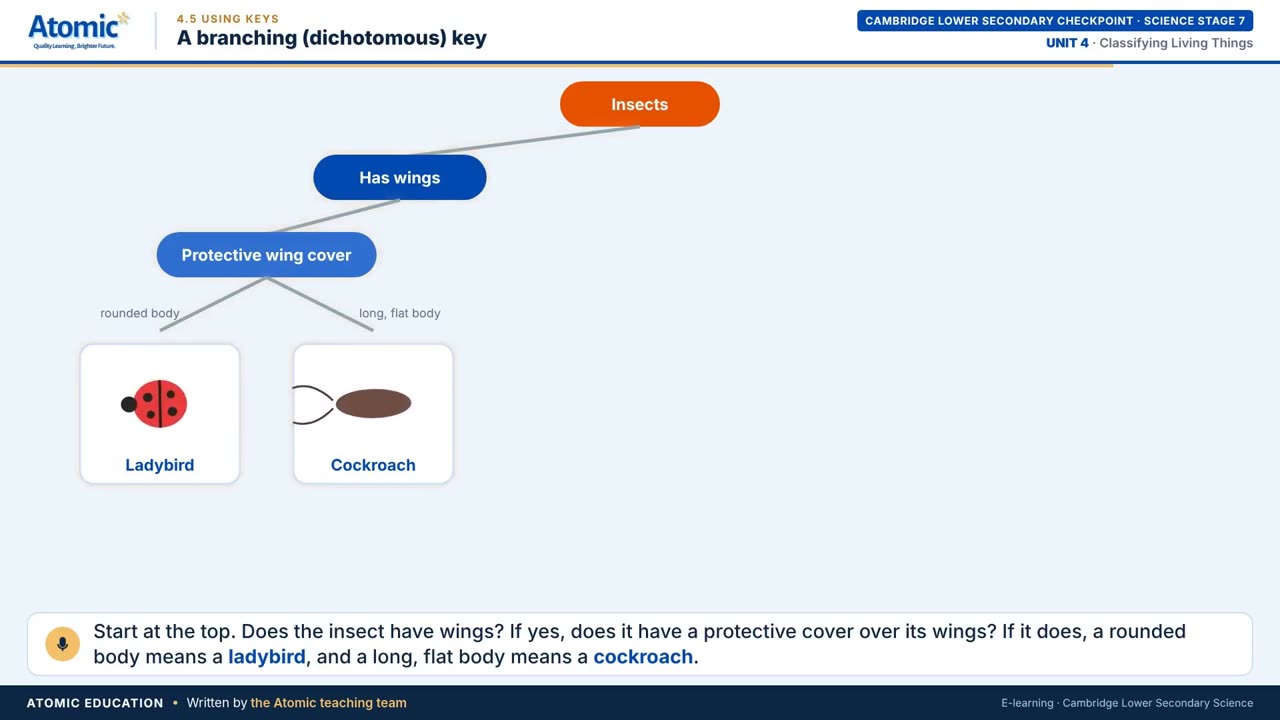 Atomic
Quality Learning, Brighter Future.
4.5 USING KEYS
A branching (dichotomous) key
CAMBRIDGE LOWER SECONDARY CHECKPOINT · SCIENCE STAGE 7
UNIT 4 · Classifying Living Things
Insects
Has wings
Protective wing cover
rounded body
long, flat body
Ladybird
Cockroach
Start at the top. Does the insect have wings? If yes, does it have a protective cover over its wings? If it does, a rounded
body means a ladybird, and a long, flat body means a cockroach.
ATOMIC EDUCATION • Written by the Atomic teaching team
E-learning · Cambridge Lower Secondary Science